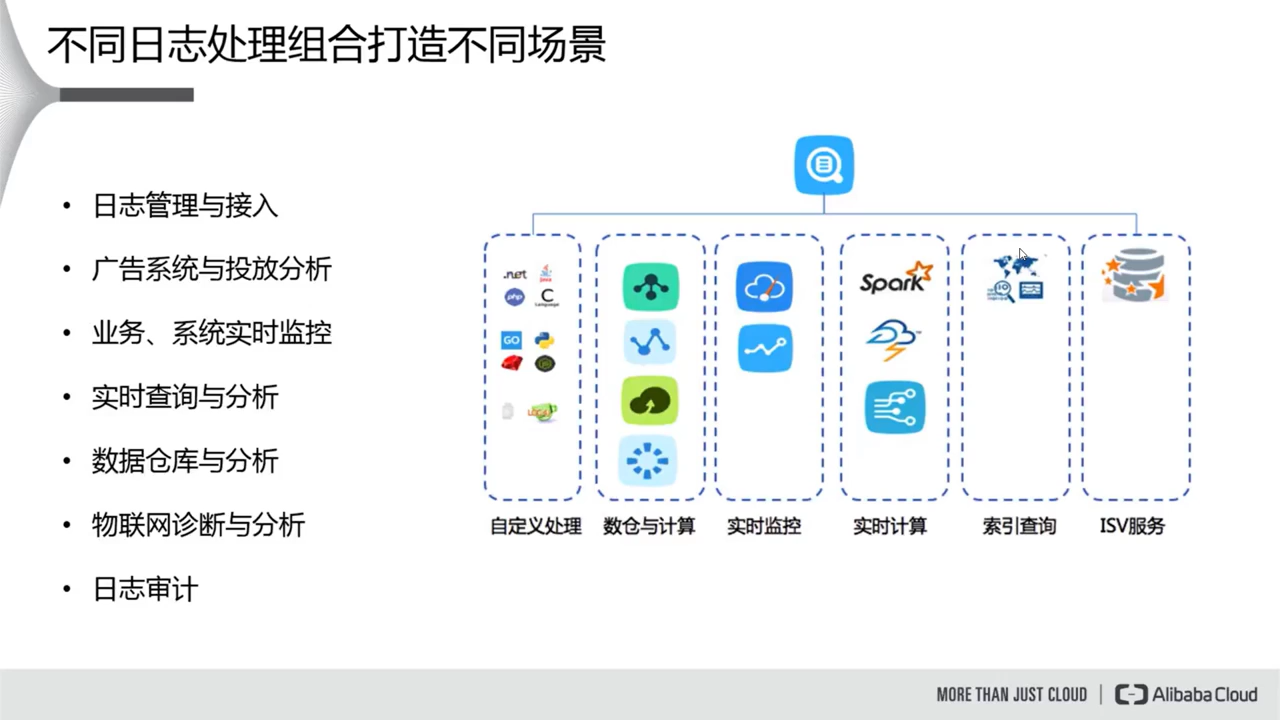 不同日志处理组合打造不同场景
• 日志管理与接入
• 广告系统与投放分析
• 业务、系统实时监控
• 实时查询与分析
• 数据仓库与分析
• 物联网诊断与分析
• 日志审计
.net
java
php
C
Language
GO
Spark
自定义处理
数仓与计算
实时监控
实时计算
索引查询
ISV服务
MORE THAN JUST CLOUD | Alibaba Cloud